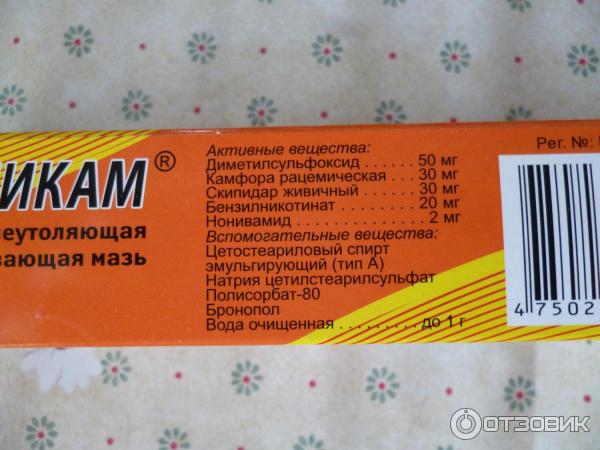 ИКАМ®
еутоляющая
вающая мазь
Активные вещества:
Диметилсульфоксид . . . . . . 50 мг
Камфора рацемическая . . . 30 мг
Скипидар живичный . . . . . 30 мг
Бензилникотинат . . . . . . . . 20 мг
Нонивамид . . . . . . . . . . . . . . 2 мг
Вспомогательные вещества:
Цетостеариловый спирт
эмульгирующий (тип А)
Натрия цетилстеарилсульфат
Полисорбат-80
Бронопол
Вода очищенная . . . . . . . . . до 1 г
Рег. №:
47502
ОТЗОВИК